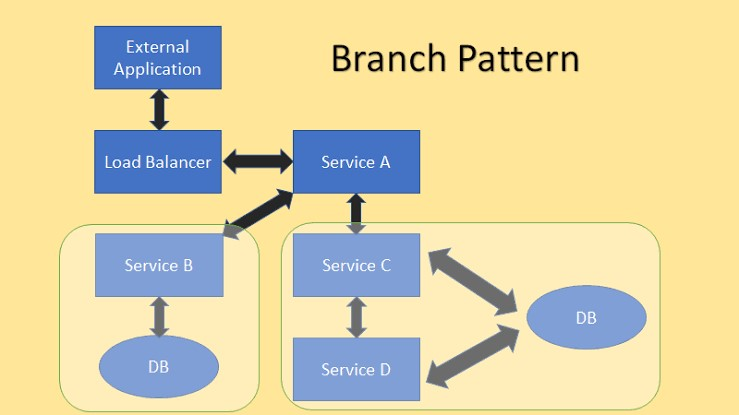 Branch Pattern
External
Application
Load Balancer
Service A
Service B
Service C
DB
DB
Service D